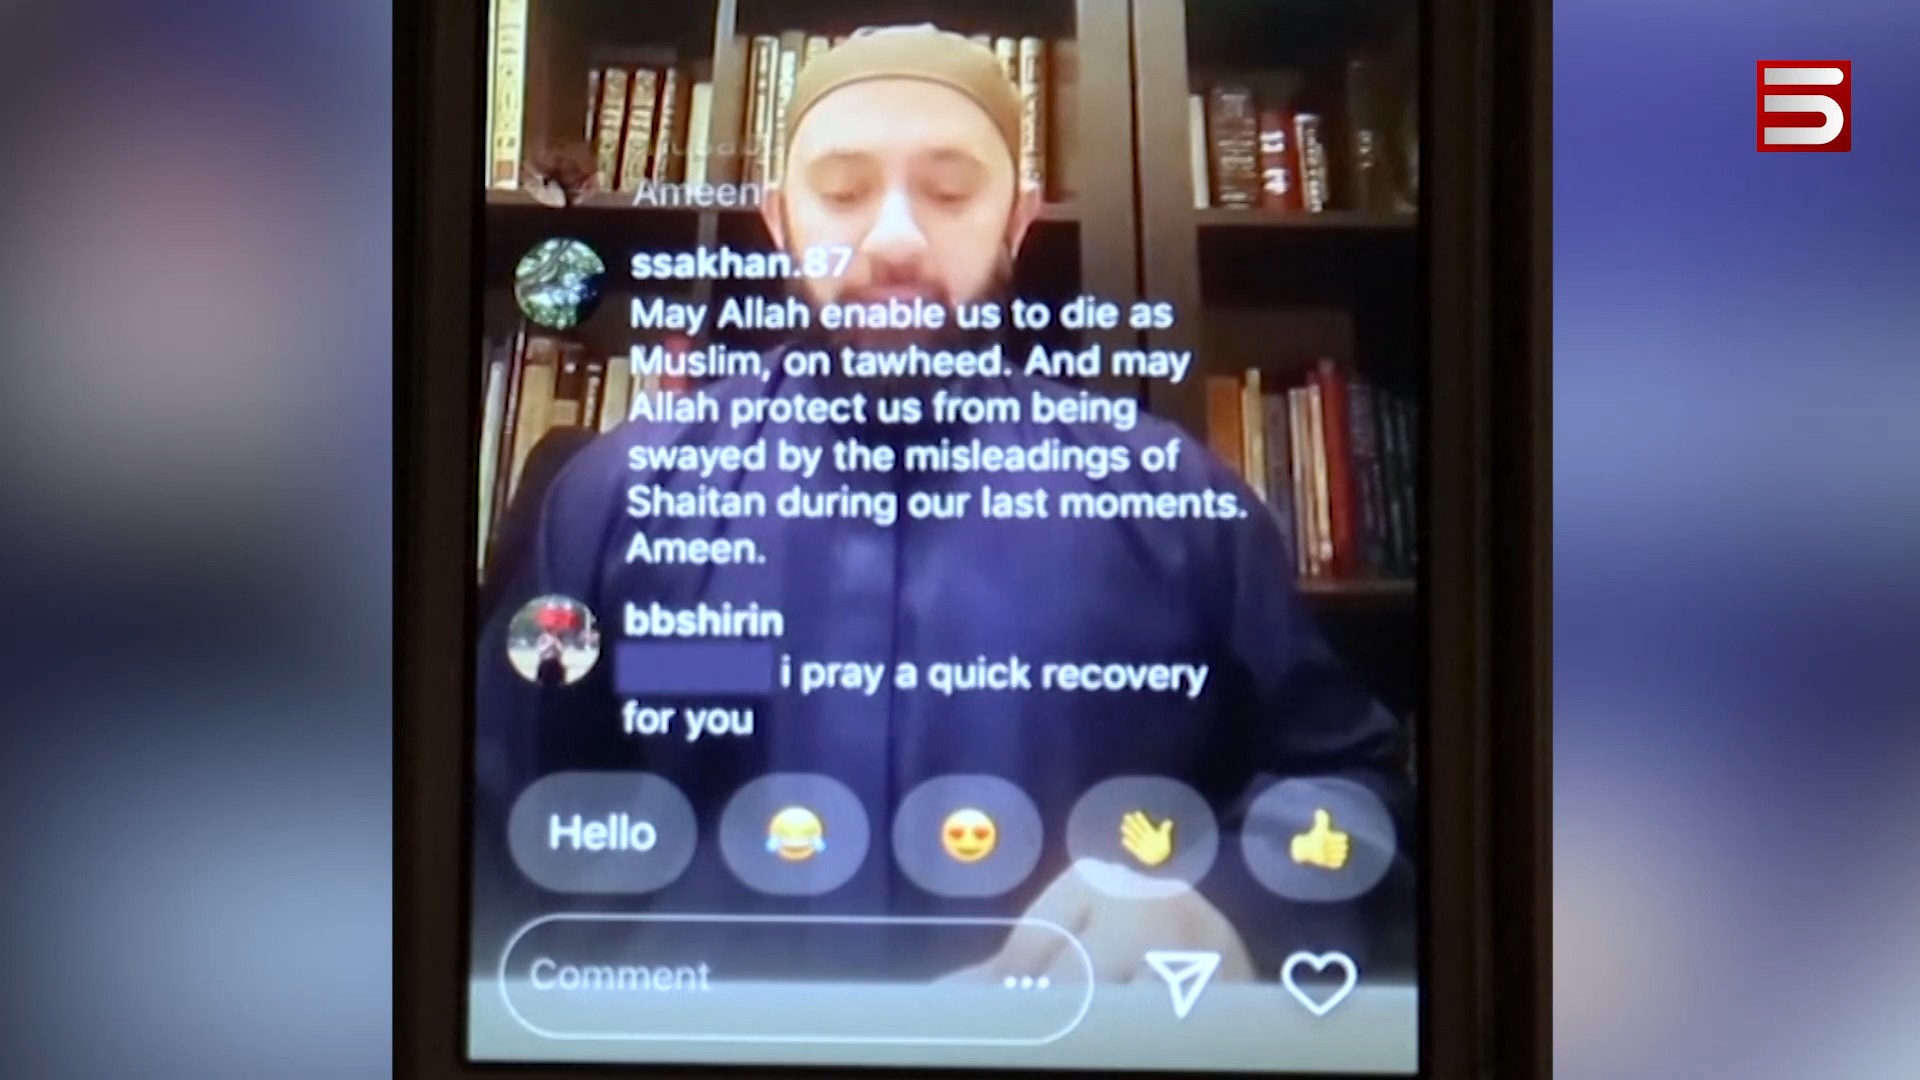 Ameen
ssakhan.87
May Allah enable us to die as
Muslim, on tawheed. And may
Allah protect us from being
swayed by the misleadings of
Shaitan during our last moments.
Ameen.
bbshirin
i pray a quick recovery
for you
Hello
Comment